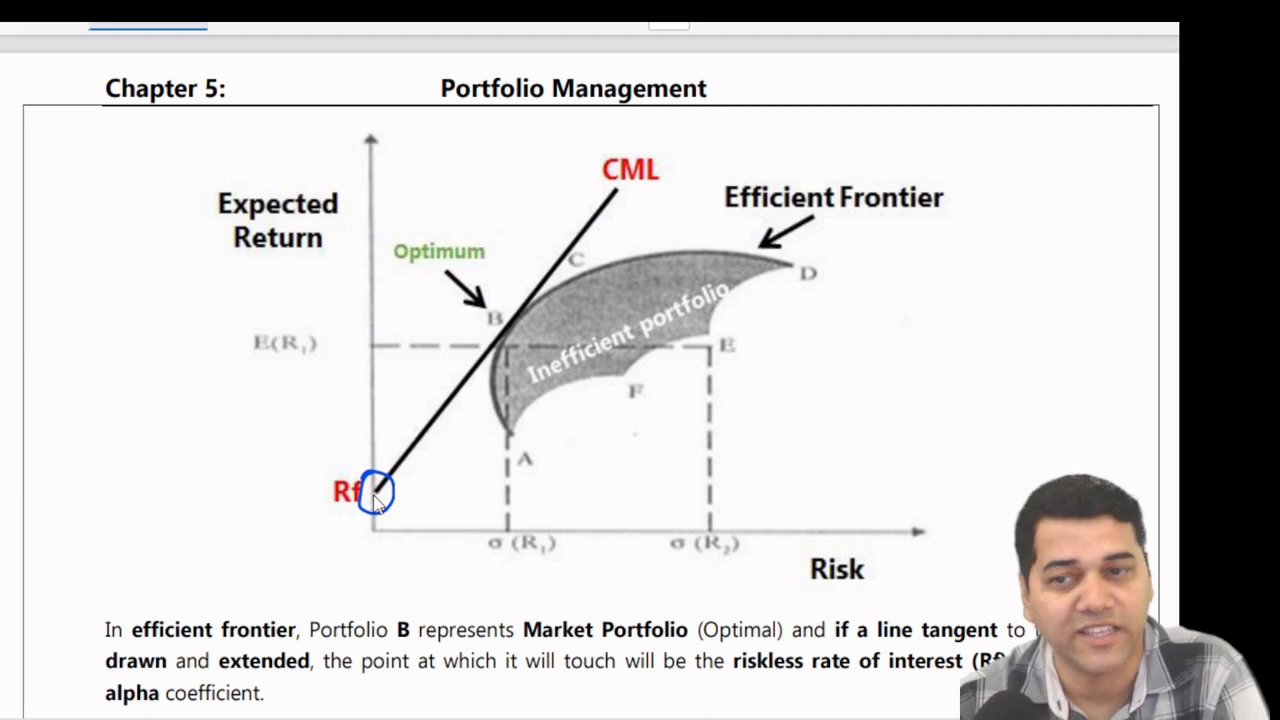 Chapter 5: Portfolio Management
CML
Expected
Return
Efficient Frontier
Optimum
C
D
B
Inefficient portfolio
E(R₁)
E
F
A
Rf
σ (R₁)
σ (R₂)
Risk
In efficient frontier, Portfolio B represents Market Portfolio (Optimal) and if a line tangent to
drawn and extended, the point at which it will touch will be the riskless rate of interest (Rf)
alpha coefficient.